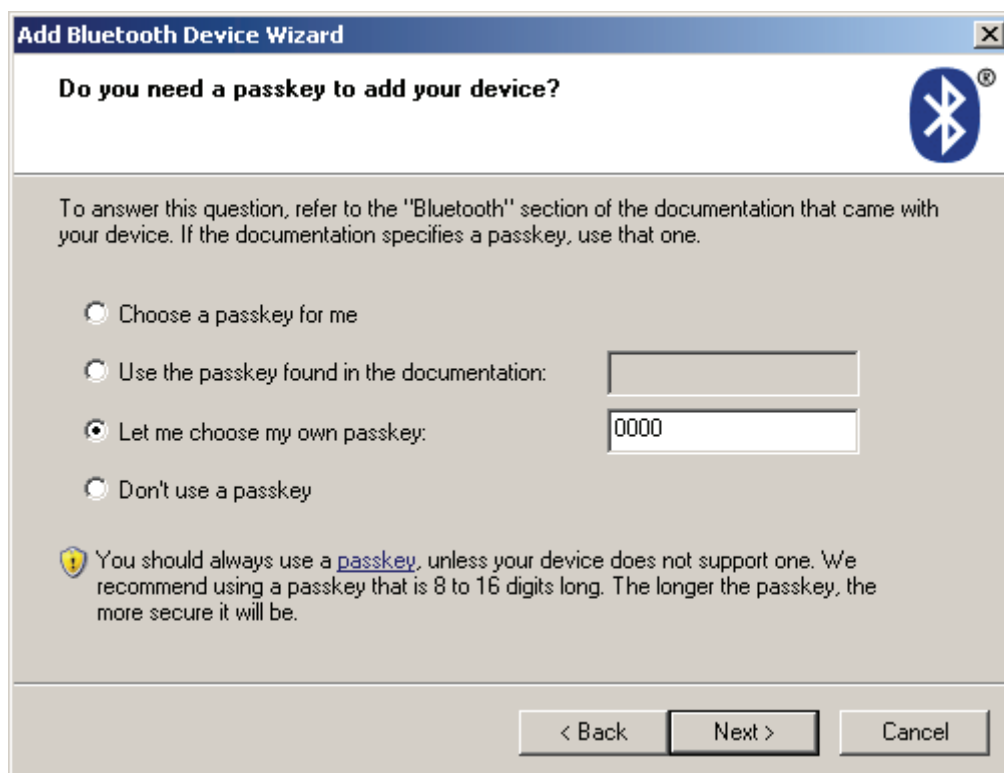 Add Bluetooth Device Wizard
Do you need a passkey to add your device?
®
To answer this question, refer to the "Bluetooth" section of the documentation that came with
your device. If the documentation specifies a passkey, use that one.
Choose a passkey for me
Use the passkey found in the documentation:
Let me choose my own passkey: 0000
Don't use a passkey
You should always use a passkey, unless your device does not support one. We
recommend using a passkey that is 8 to 16 digits long. The longer the passkey, the
more secure it will be.
< Back Next > Cancel